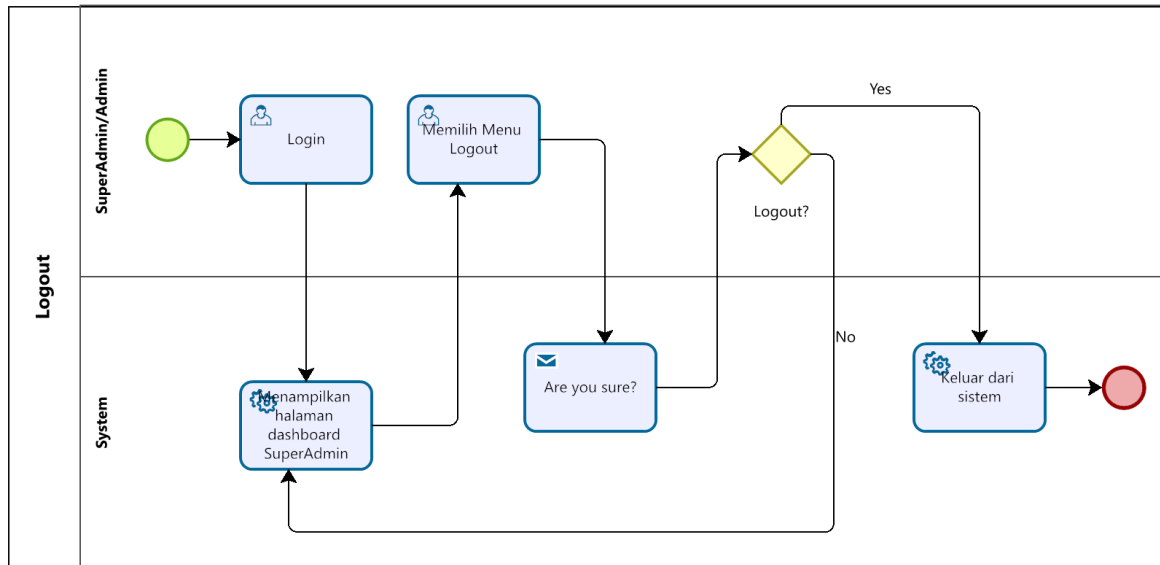 Logout
SuperAdmin/Admin
System
Login
Memilih Menu
Logout
Yes
Logout?
No
Menampilkan
halaman
dashboard
SuperAdmin
Are you sure?
Keluar dari
sistem